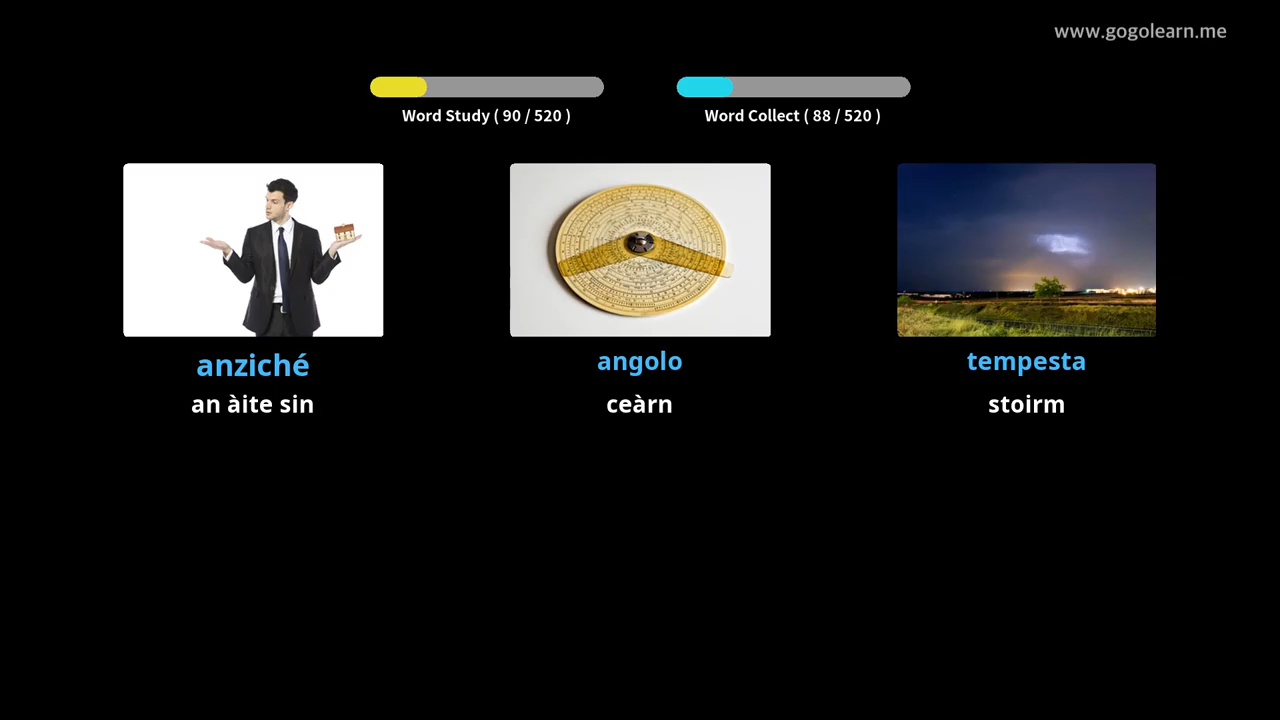 www.gogolearn.me
Word Study ( 90 / 520 )
Word Collect ( 88 / 520 )
anziché
angolo
tempesta
an àite sin
ceàrn
stoirm